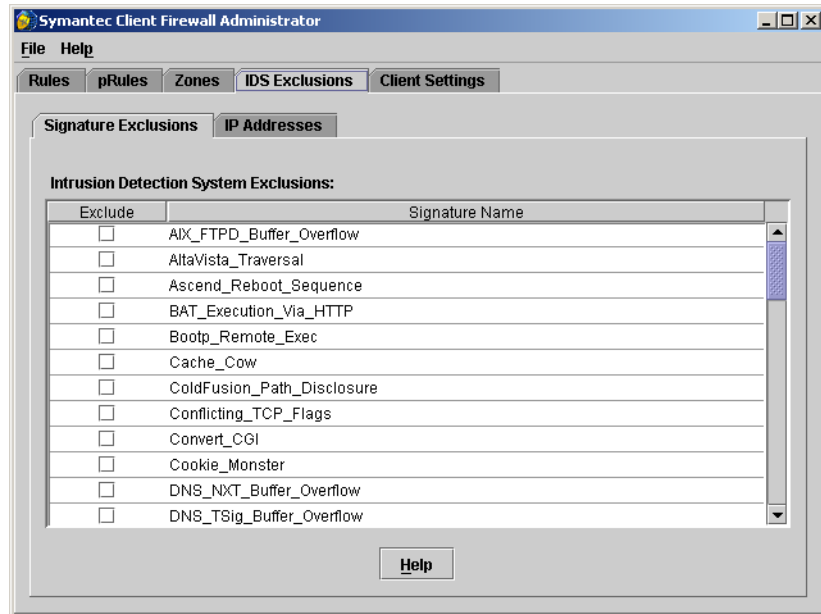 Symantec Client Firewall Administrator
File Help
Rules pRules Zones IDS Exclusions Client Settings
Signature Exclusions IP Addresses
Intrusion Detection System Exclusions:
Exclude Signature Name
AIX_FTPD_Buffer_Overflow
AltaVista_Traversal
Ascend_Reboot_Sequence
BAT_Execution_Via_HTTP
Bootp_Remote_Exec
Cache_Cow
ColdFusion_Path_Disclosure
Conflicting_TCP_Flags
Convert_CGI
Cookie_Monster
DNS_NXT_Buffer_Overflow
DNS_TSig_Buffer_Overflow
Help